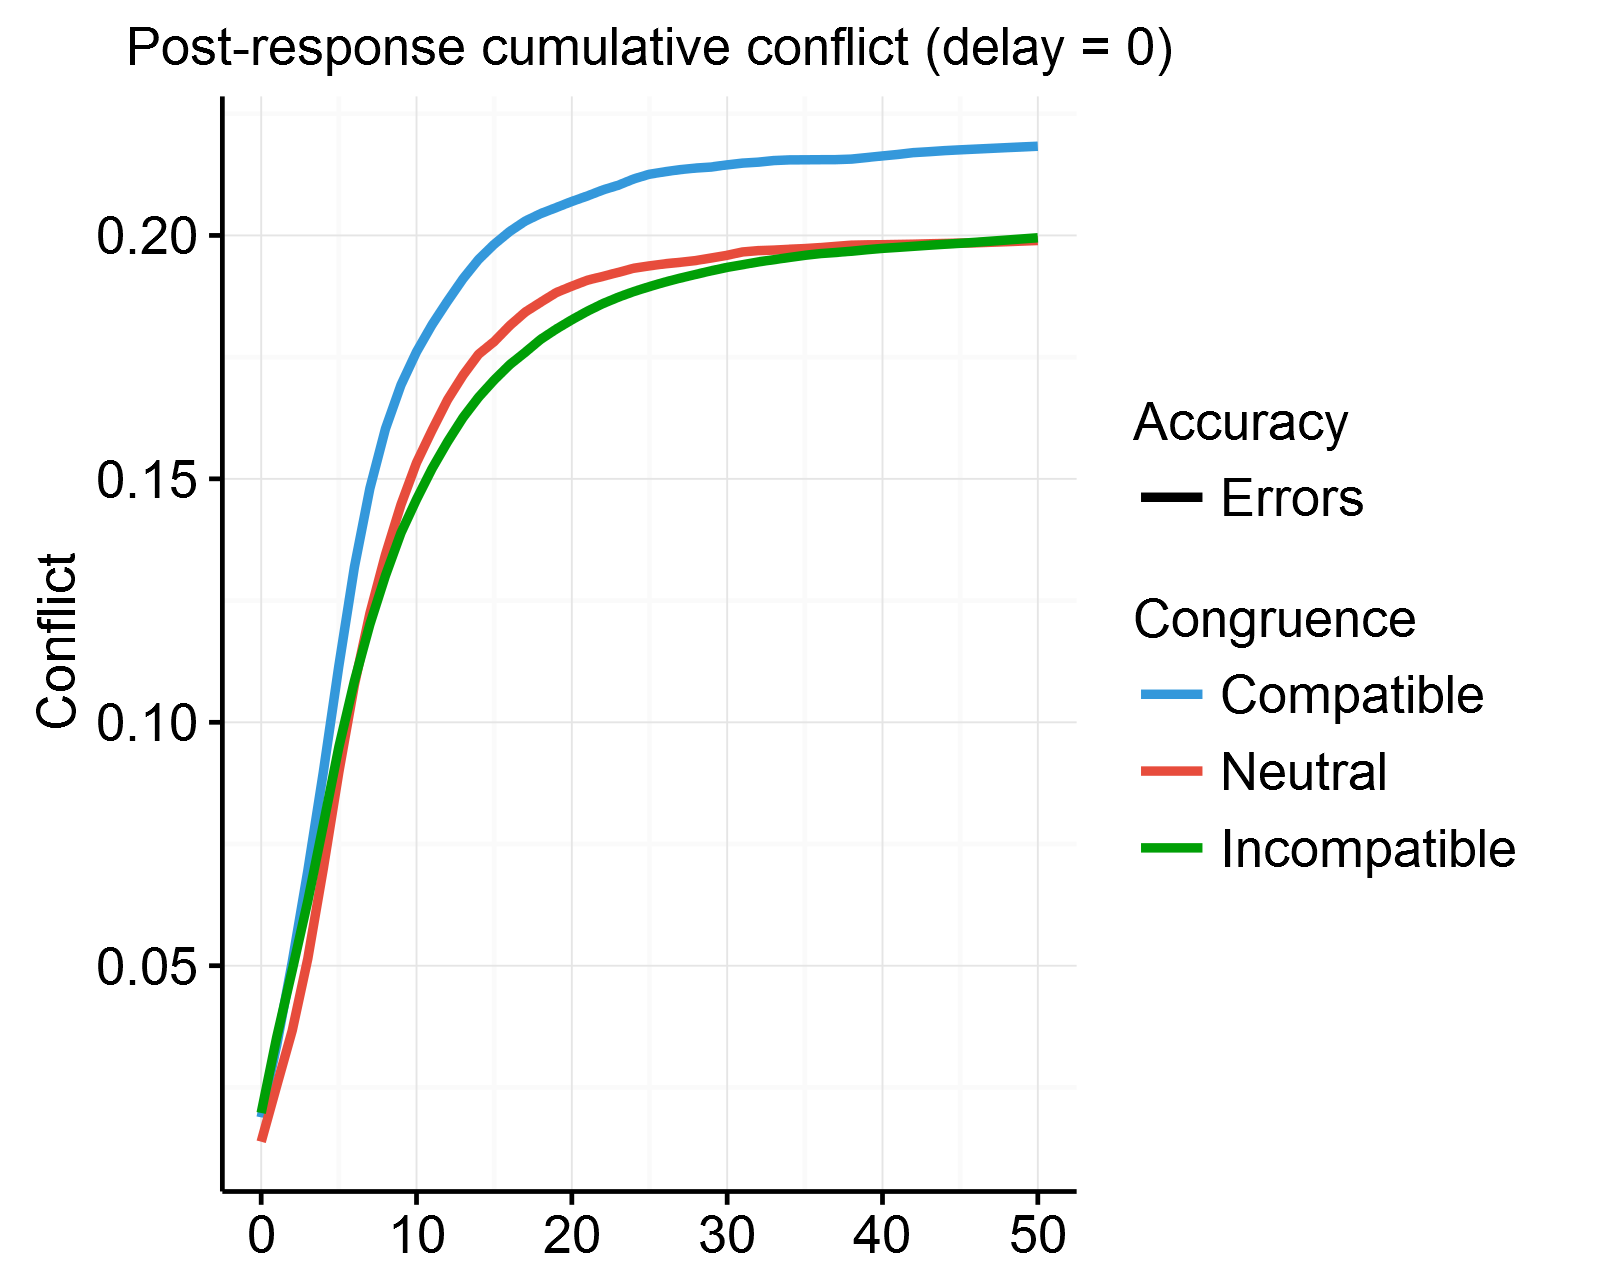 Post-response cumulative conflict (delay = 0)
Conflict
0.20
0.15
0.10
0.05
0 10 20 30 40 50
Accuracy
Errors
Congruence
Compatible
Neutral
Incompatible